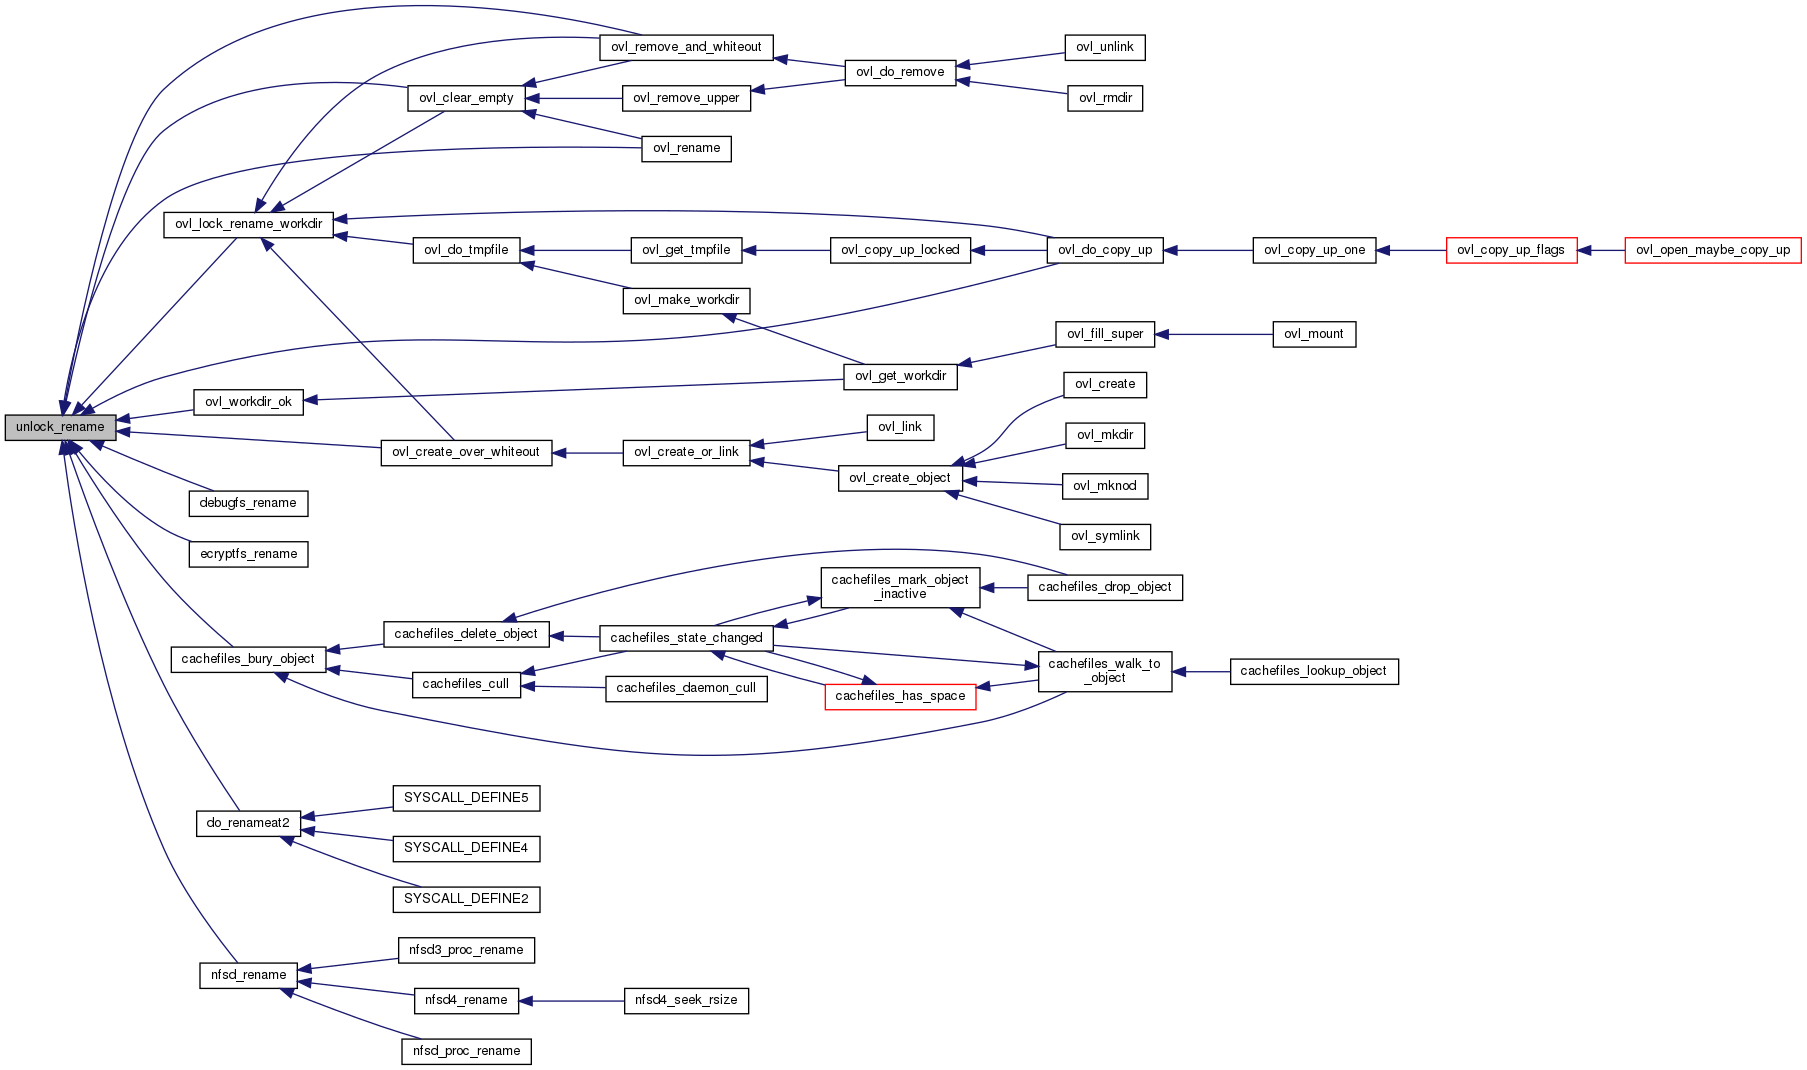 ovl_remove_and_whiteout
ovl_unlink
ovl_do_remove
ovl_clear_empty
ovl_remove_upper
ovl_rmdir
ovl_rename
ovl_lock_rename_workdir
ovl_do_tmpfile
ovl_get_tmpfile
ovl_copy_up_locked
ovl_do_copy_up
ovl_copy_up_one
ovl_copy_up_flags
ovl_open_maybe_copy_up
ovl_make_workdir
ovl_fill_super
ovl_mount
ovl_get_workdir
ovl_workdir_ok
ovl_create
unlock_rename
ovl_link
ovl_mkdir
ovl_create_over_whiteout
ovl_create_or_link
ovl_create_object
ovl_mknod
debugfs_rename
ovl_symlink
ecryptfs_rename
cachefiles_mark_object
_inactive
cachefiles_drop_object
cachefiles_delete_object
cachefiles_state_changed
cachefiles_bury_object
cachefiles_walk_to
_object
cachefiles_lookup_object
cachefiles_cull
cachefiles_daemon_cull
cachefiles_has_space
SYSCALL_DEFINE5
do_renameat2
SYSCALL_DEFINE4
SYSCALL_DEFINE2
nfsd3_proc_rename
nfsd_rename
nfsd4_rename
nfsd4_seek_rsize
nfsd_proc_rename